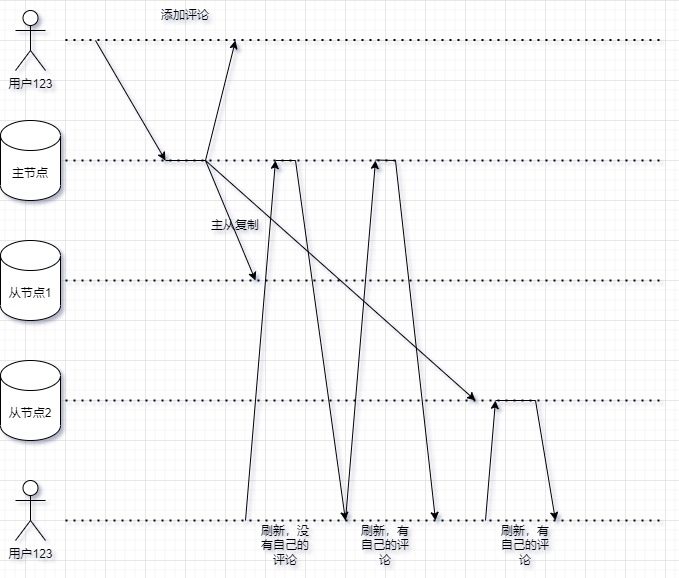 添加评论
用户123
主节点
主从复制
从节点1
从节点2
用户123
刷新，没
有自己的
评论
刷新，有
自己的评
论
刷新，有
自己的评
论